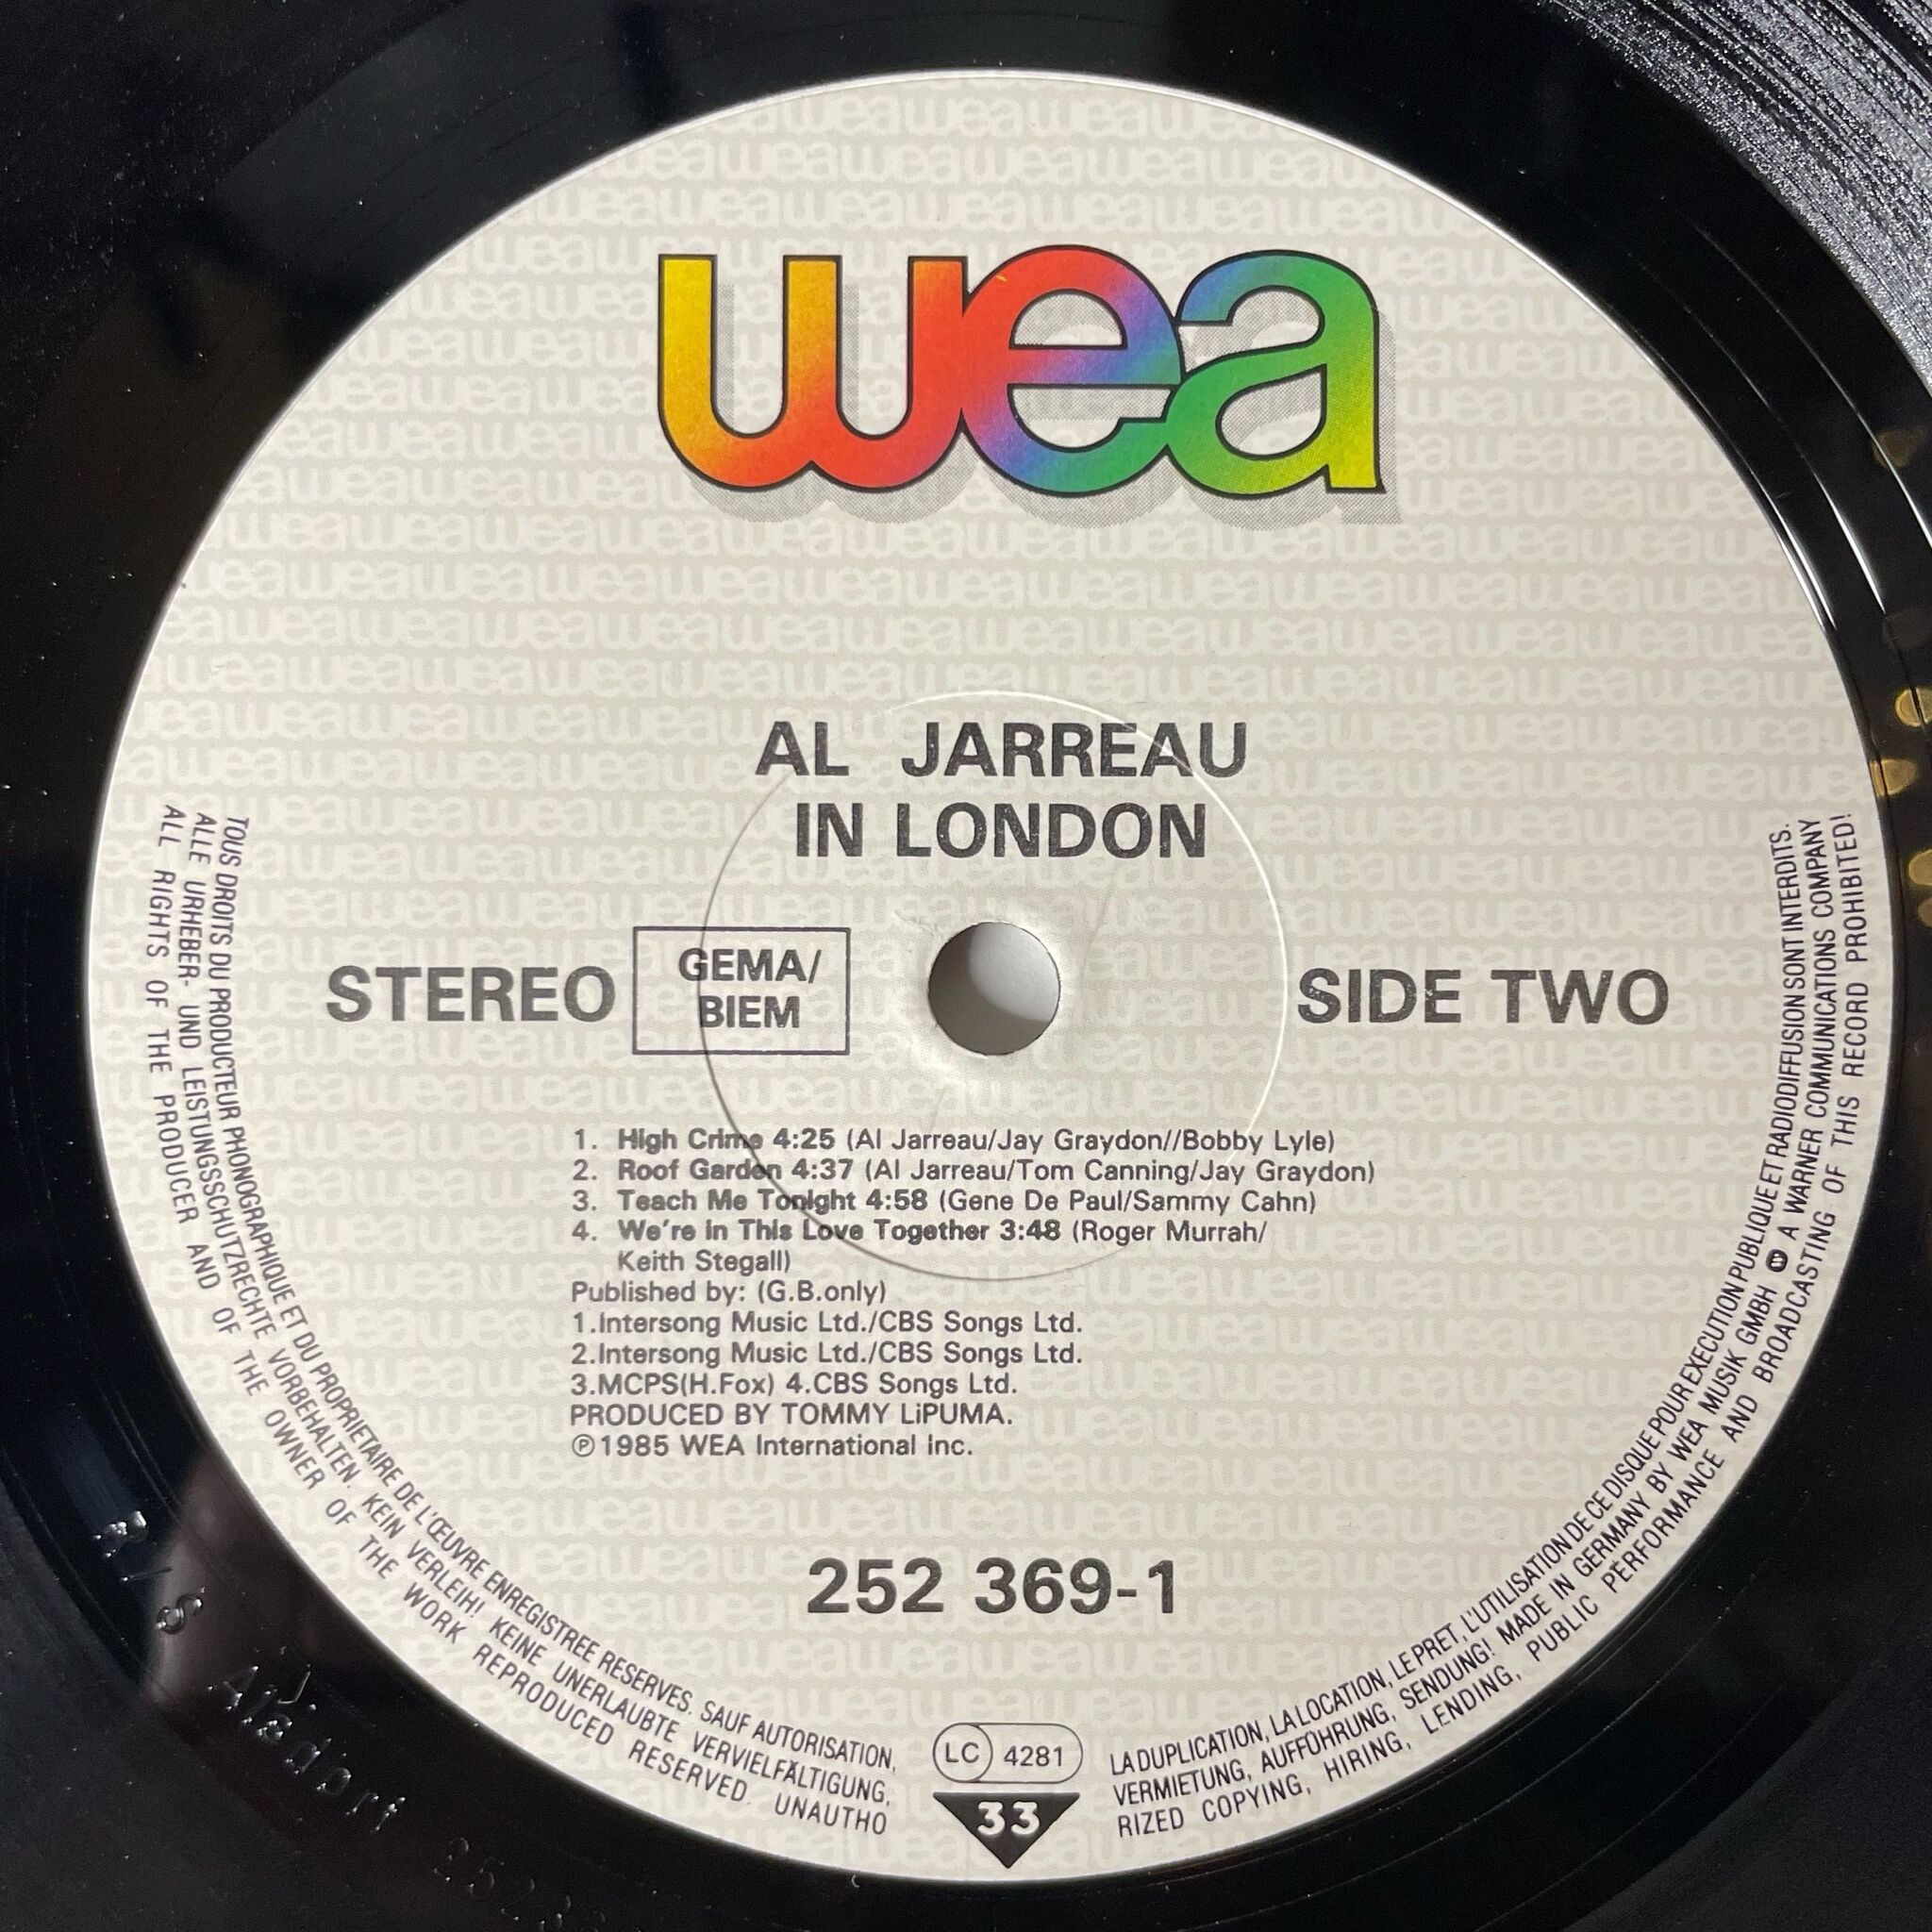 wea
AL JARREAU
IN LONDON
STEREO
GEMA/
BIEM
SIDE TWO
1. High Crime 4:25 (Al Jarreau/Jay Graydon//Bobby Lyle)
2. Roof Garden 4:37 (Al Jarreau/Tom Canning/Jay Graydon)
3. Teach Me Tonight 4:58 (Gene De Paul/Sammy Cahn)
4. We're in This Love Together 3:48 (Roger Murrah/
Keith Stegall)
Published by: (G.B.only)
1.Intersong Music Ltd./CBS Songs Ltd.
2.Intersong Music Ltd./CBS Songs Ltd.
3.MCPS(H.Fox) 4.CBS Songs Ltd.
PRODUCED BY TOMMY LiPUMA.
℗1985 WEA International Inc.
252 369-1
LC 4281
33
TOUS DROITS DU PRODUCTEUR PHONOGRAPHIQUE ET DU PROPRIETAIRE DE L'ŒUVRE ENREGISTREE RESERVES. SAUF AUTORISATION, LA DUPLICATION, LA LOCATION, LE PRET, L'UTILISATION DE CE DISQUE POUR EXECUTION PUBLIQUE ET RADIODIFFUSION SONT INTERDITS.
ALLE URHEBER- UND LEISTUNGSSCHUTZRECHTE VORBEHALTEN. KEIN VERLEIH! KEINE UNERLAUBTE VERVIELFÄLTIGUNG, VERMIETUNG, AUFFÜHRUNG, SENDUNG! MADE IN GERMANY BY WEA MUSIK GMBH A WARNER COMMUNICATIONS COMPANY
ALL RIGHTS OF THE PRODUCER AND OF THE OWNER OF THE WORK REPRODUCED RESERVED. UNAUTHORIZED COPYING, HIRING, LENDING, PUBLIC PERFORMANCE AND BROADCASTING OF THIS RECORD PROHIBITED!
R/S Alsdorf